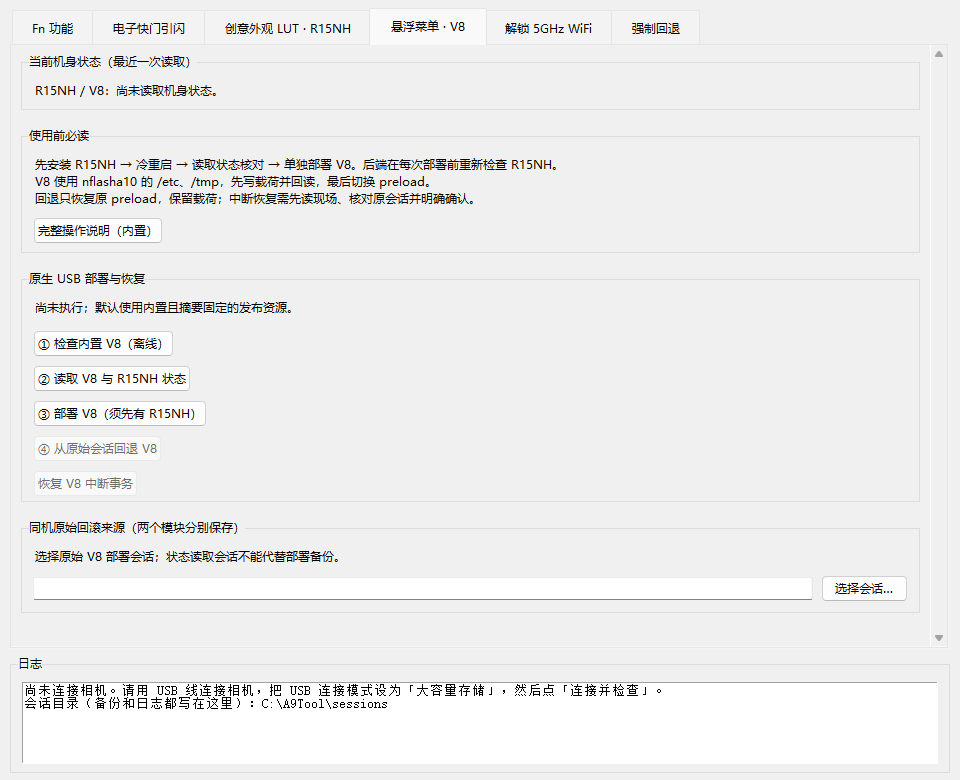 Fn 功能
电子快门引闪
创意外观 LUT · R15NH
悬浮菜单 · V8
解锁 5GHz WiFi
强制回退
当前机身状态（最近一次读取）
R15NH / V8：尚未读取机身状态。
使用前必读
先安装 R15NH → 冷重启 → 读取状态核对 → 单独部署 V8。后端在每次部署前重新检查 R15NH。
V8 使用 nflasha10 的 /etc、/tmp，先写载荷并回读，最后切换 preload。
回退只恢复原 preload，保留载荷；中断恢复需先读现场、核对原会话并明确确认。
完整操作说明（内置）
原生 USB 部署与恢复
尚未执行；默认使用内置且摘要固定的发布资源。
① 检查内置 V8（离线）
② 读取 V8 与 R15NH 状态
③ 部署 V8（须先有 R15NH）
④ 从原始会话回退 V8
恢复 V8 中断事务
同机原始回滚来源（两个模块分别保存）
选择原始 V8 部署会话；状态读取会话不能代替部署备份。
选择会话...
日志
尚未连接相机。请用 USB 线连接相机，把 USB 连接模式设为「大容量存储」，然后点「连接并检查」。
会话目录（备份和日志都写在这里）：C:\A9Tool\sessions